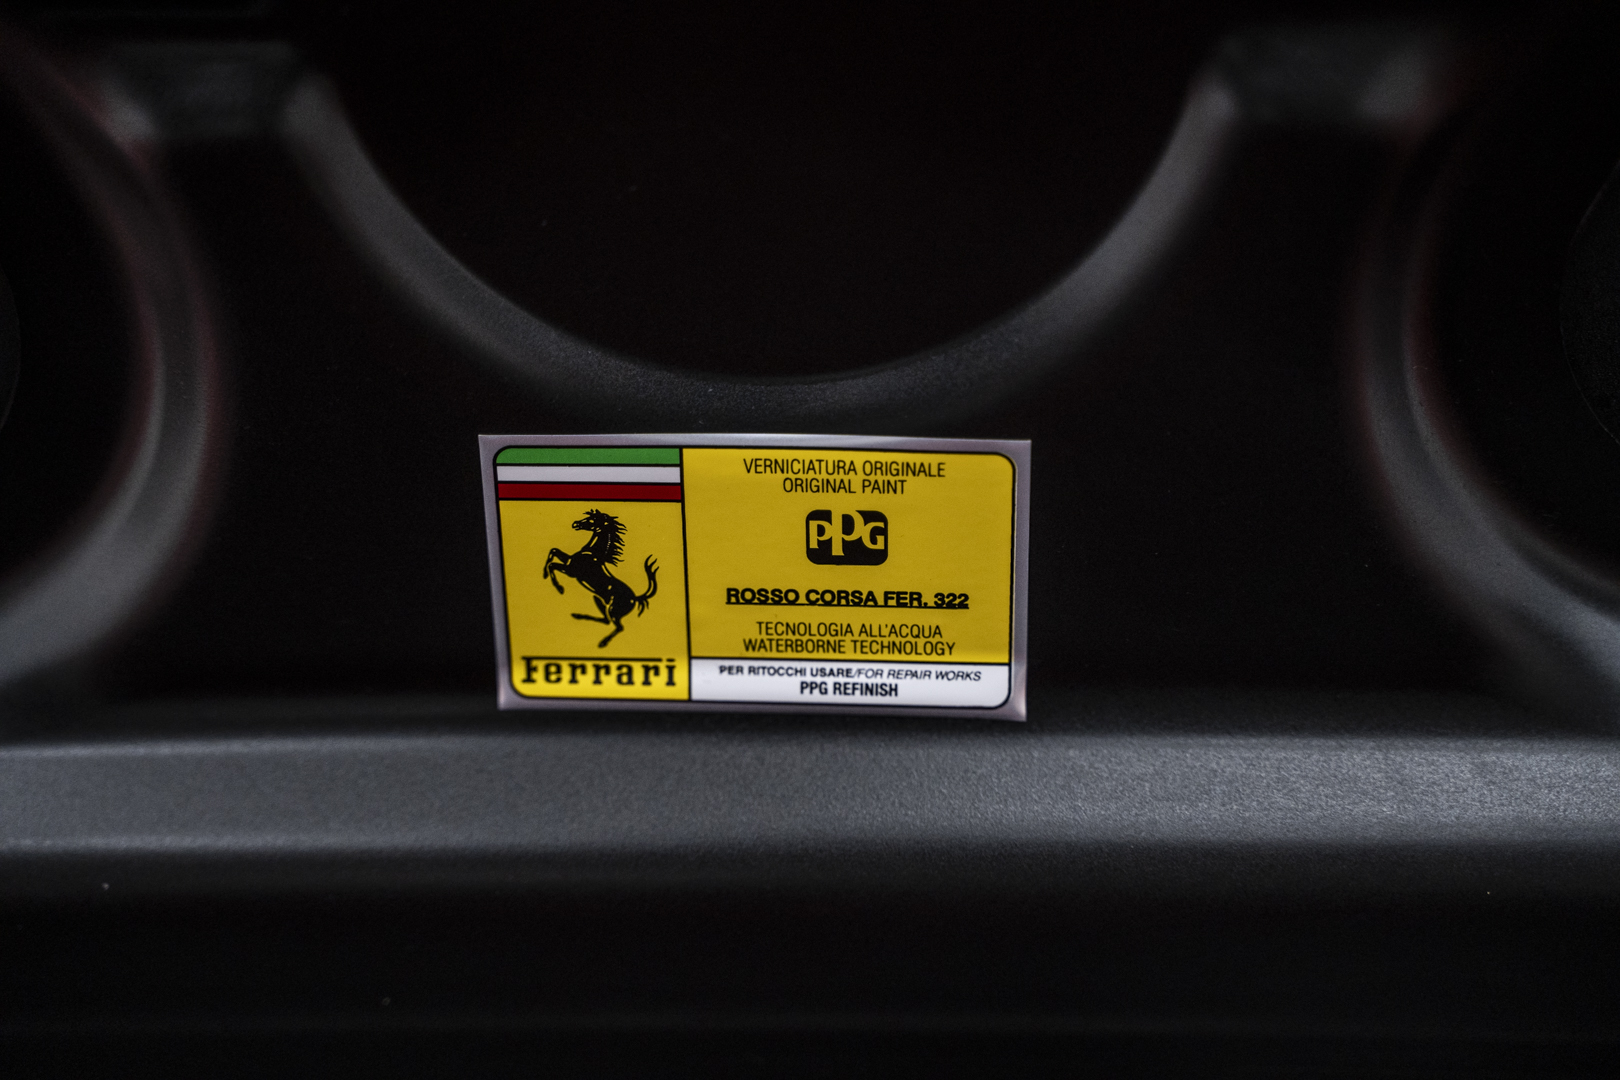 Ferrari
VERNICIATURA ORIGINALE
ORIGINAL PAINT
PPG
ROSSO CORSA FER. 322
TECNOLOGIA ALL'ACQUA
WATERBORNE TECHNOLOGY
PER RITOCCHI USARE/FOR REPAIR WORKS
PPG REFINISH